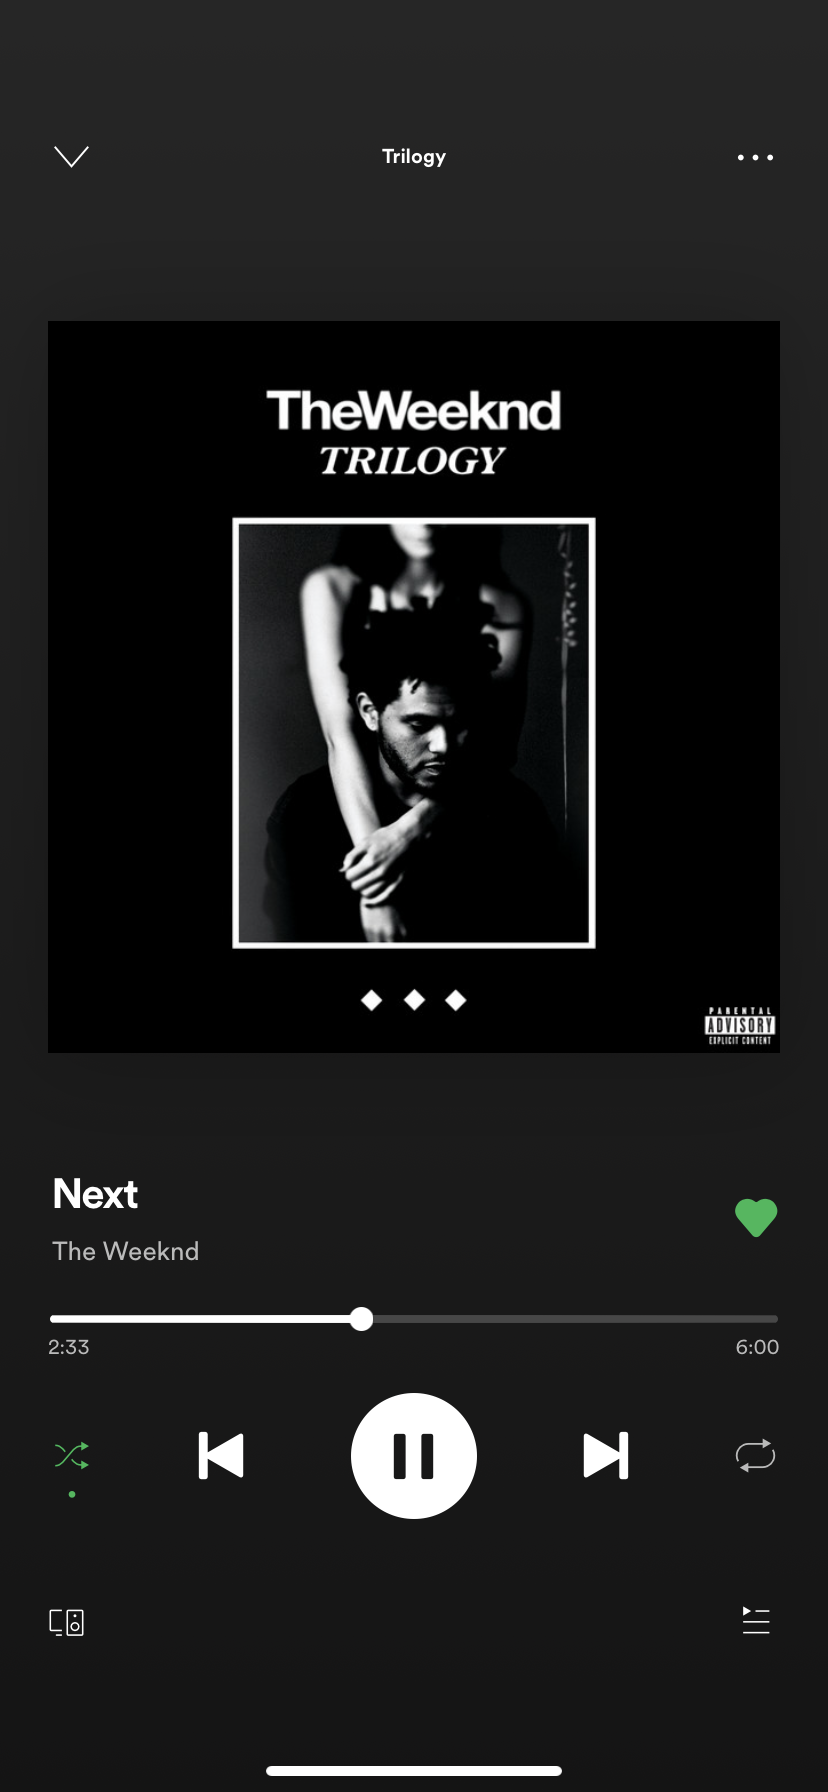 Trilogy
TheWeeknd
TRILOGY
PARENTAL
ADVISORY
EXPLICIT CONTENT
Next
The Weeknd
2:33
6:00